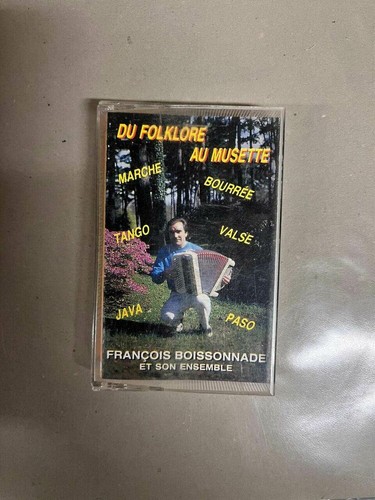 DU FOLKLORE
AU MUSETTE
MARCHE
BOURRÉE
TANGO
VALSE
JAVA
PASO
FRANÇOIS BOISSONNADE
ET SON ENSEMBLE